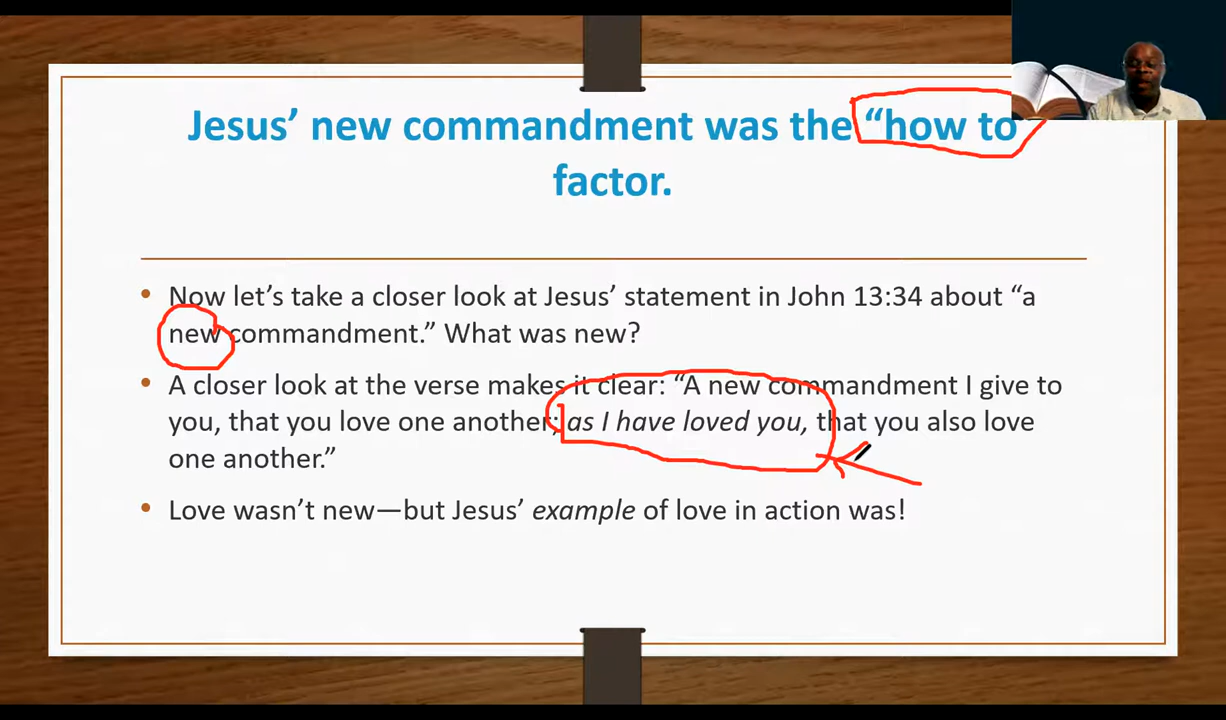 Jesus’ new commandment was the “how to
factor.
• Now let’s take a closer look at Jesus’ statement in John 13:34 about “a
new commandment.” What was new?
• A closer look at the verse makes it clear: “A new commandment I give to
you, that you love one another; as I have loved you, that you also love
one another.”
• Love wasn’t new—but Jesus’ example of love in action was!